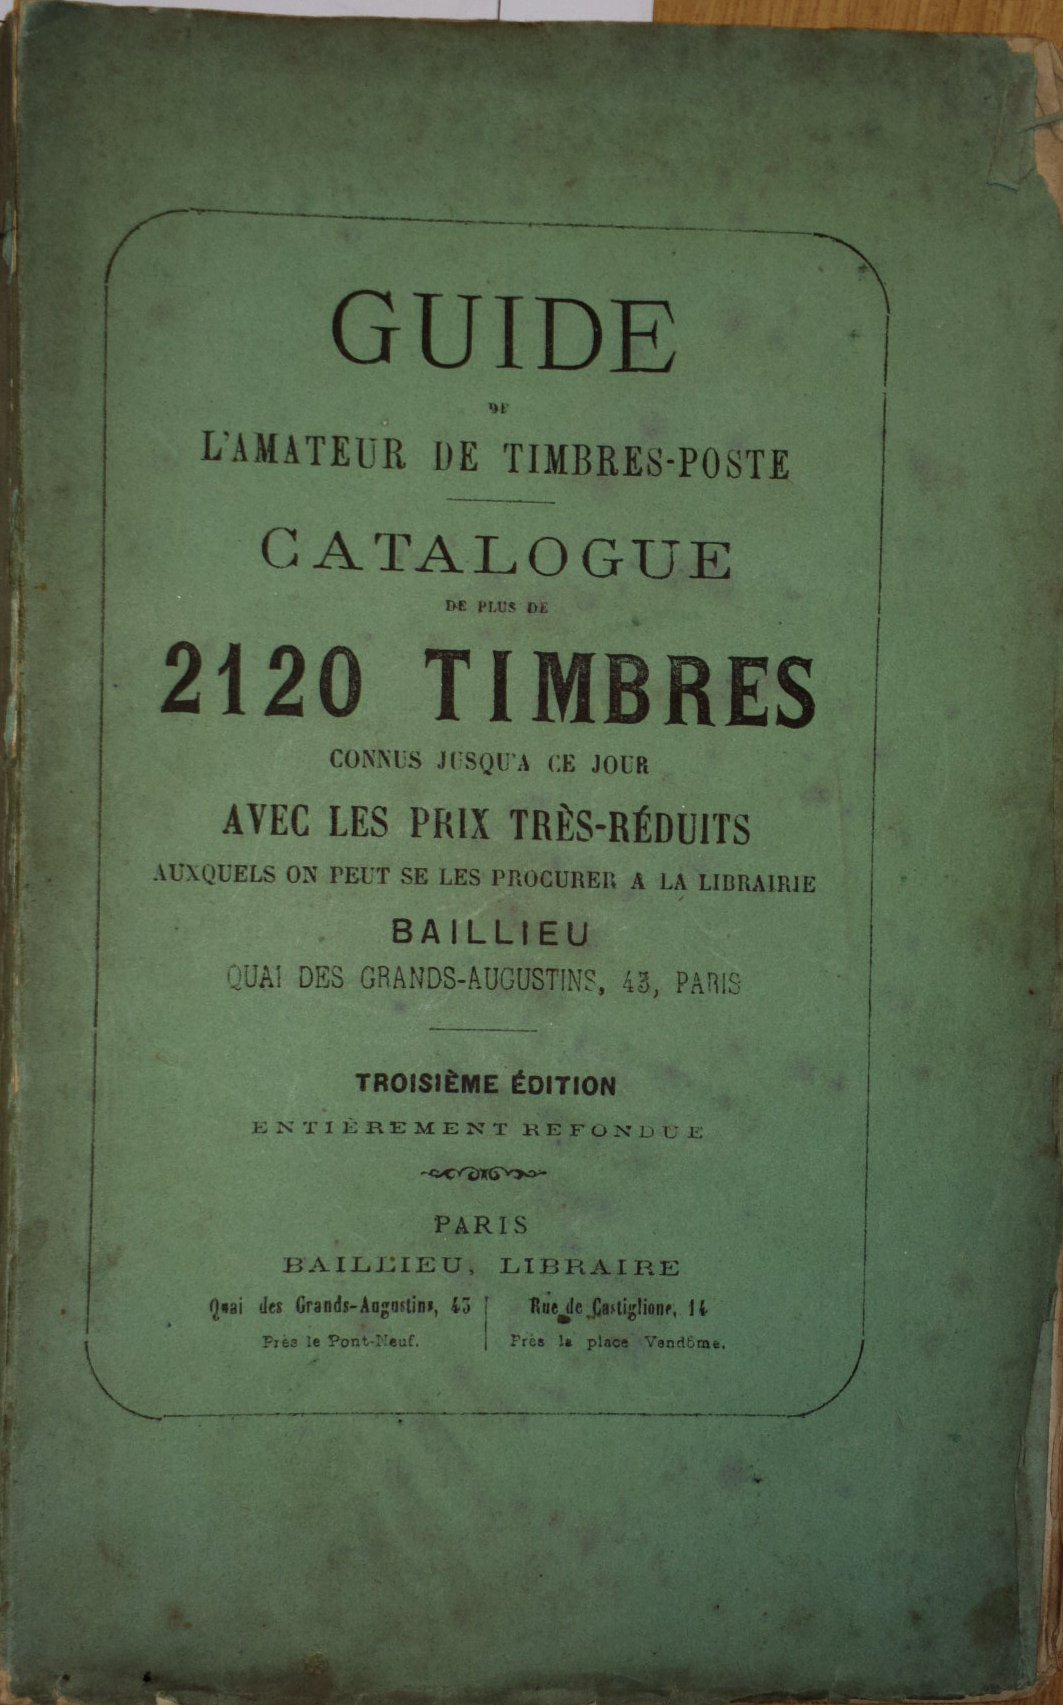 GUIDE
DE
L'AMATEUR DE TIMBRES-POSTE
CATALOGUE
DE PLUS DE
2120 TIMBRES
CONNUS JUSQU'A CE JOUR
AVEC LES PRIX TRÈS-RÉDUITS
AUXQUELS ON PEUT SE LES PROCURER A LA LIBRAIRIE
BAILLIEU
QUAI DES GRANDS-AUGUSTINS, 43, PARIS
TROISIÈME ÉDITION
ENTIÈREMENT REFONDUE
PARIS
BAILLIEU, LIBRAIRE
Quai des Grands-Augustins, 43
Près le Pont-Neuf.
Rue de Castiglione, 14
Près la place Vendôme.